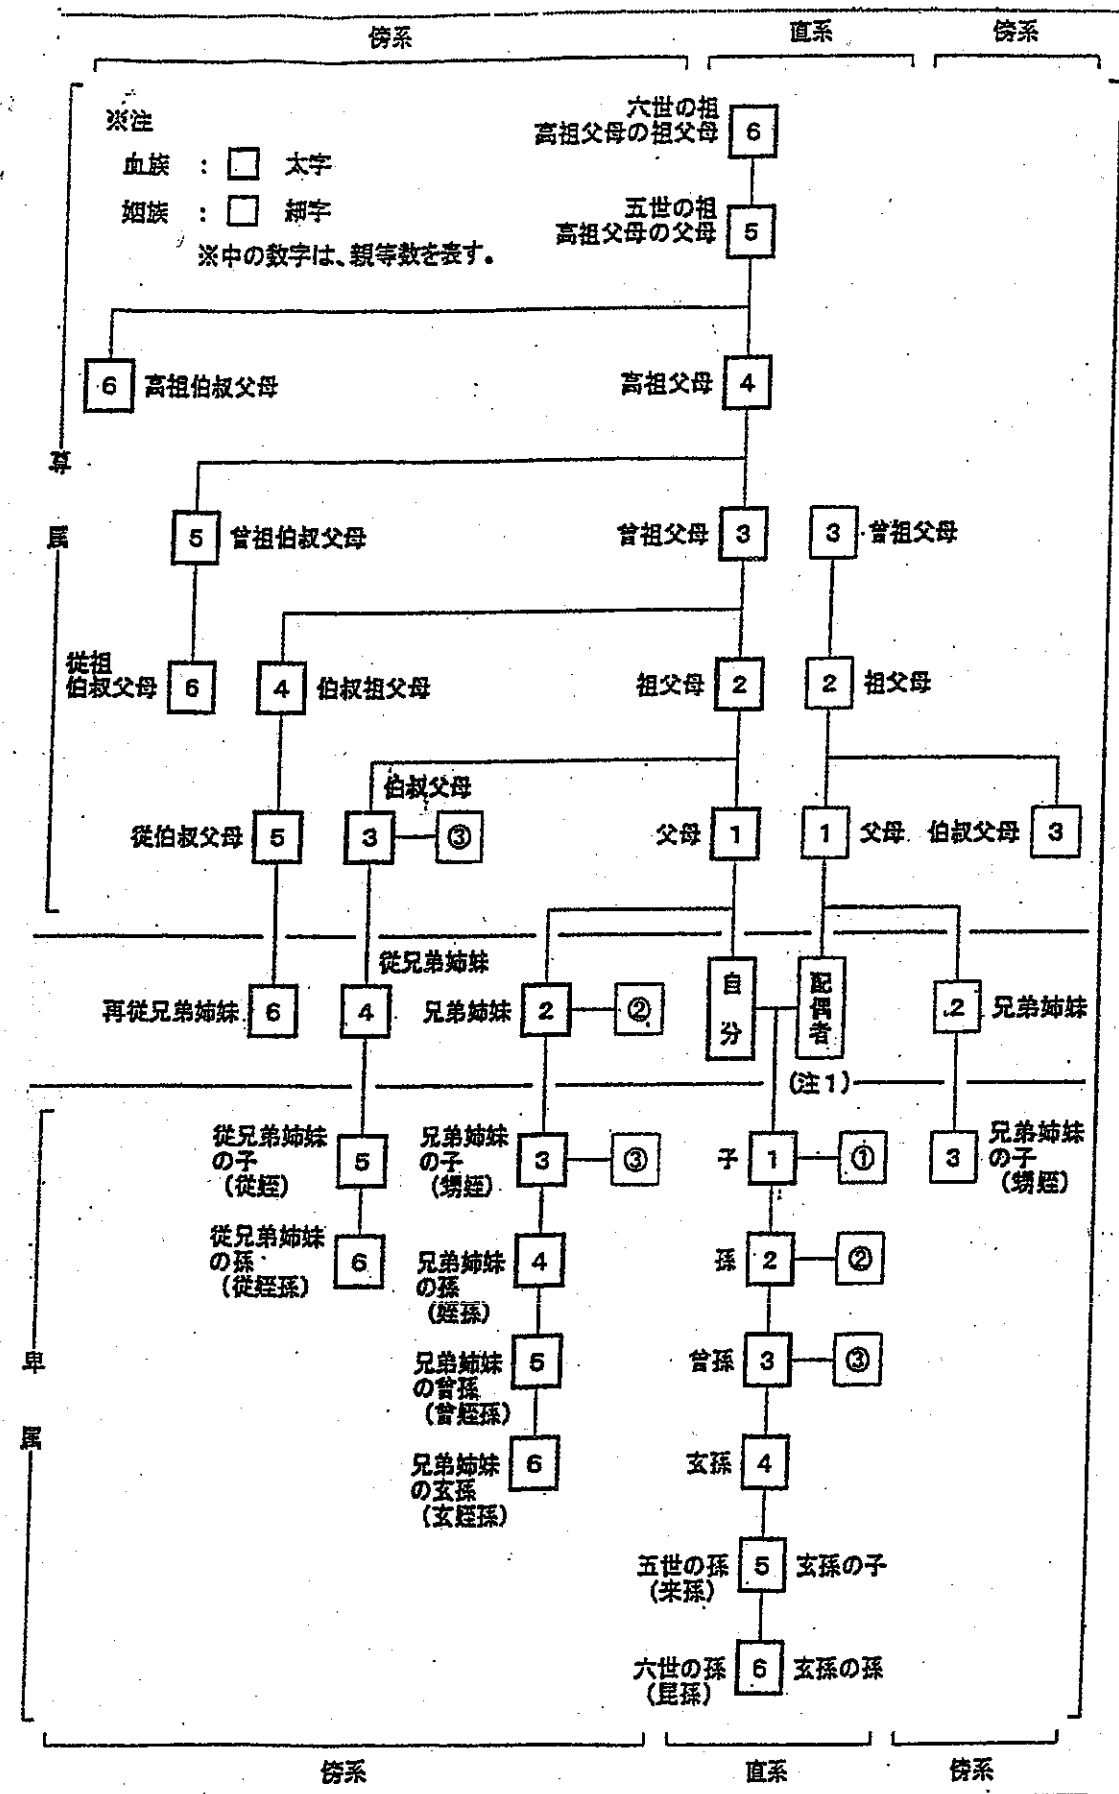 傍系
直系
傍系
※注
血族 : □ 太字
姻族 : □ 細字
※中の数字は、親等数を表す。
六世の祖
高祖父母の祖父母
6
五世の祖
高祖父母の父母
5
6
高祖伯叔父母
高祖父母
4
尊
属
5
曾祖伯叔父母
曾祖父母
3
3
曾祖父母
従祖
伯叔父母
6
4
伯叔祖父母
祖父母
2
2
祖父母
従伯叔父母
5
伯叔父母
3
③
父母
1
1
父母
伯叔父母
3
再従兄弟姉妹
6
従兄弟姉妹
4
兄弟姉妹
2
②
自分
配偶者
(注1)
2
兄弟姉妹
従兄弟姉妹
の子
(従姪)
5
兄弟姉妹
の子
(甥姪)
3
③
子
1
①
3
兄弟姉妹
の子
(甥姪)
従兄弟姉妹
の孫
(従姪孫)
6
兄弟姉妹
の孫
(姪孫)
4
孫
2
②
卑
属
兄弟姉妹
の曾孫
(曾姪孫)
5
曾孫
3
③
兄弟姉妹
の玄孫
(玄姪孫)
6
玄孫
4
五世の孫
(来孫)
5
玄孫の子
六世の孫
(昆孫)
6
玄孫の孫
傍系
直系
傍系